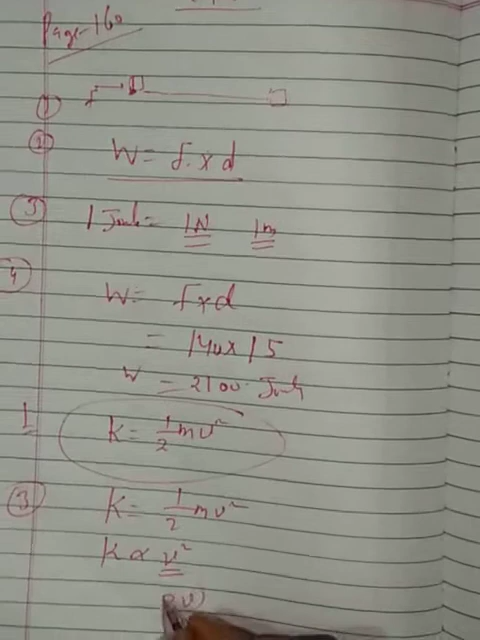 Page-160
① F
② W = F × d
③ 1 Joule = 1N 1m
④ W = F × d
= 140 × 15
W = 2100 Joule
1 K = 1/2 mv²
③ K = 1/2 mv²
K ∝ v²